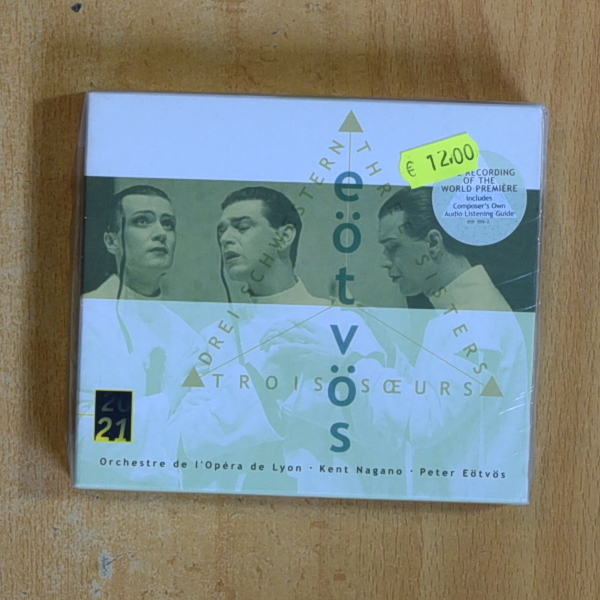 € 12,00
RECORDING
OF THE
WORLD PREMIÈRE
Includes
Composer's Own
Audio Listening Guide
eötvös
DREI SCHWESTERN
THR SISTERS
TROIS SŒURS
20
21
Orchestre de l'Opéra de Lyon · Kent Nagano · Peter Eötvös